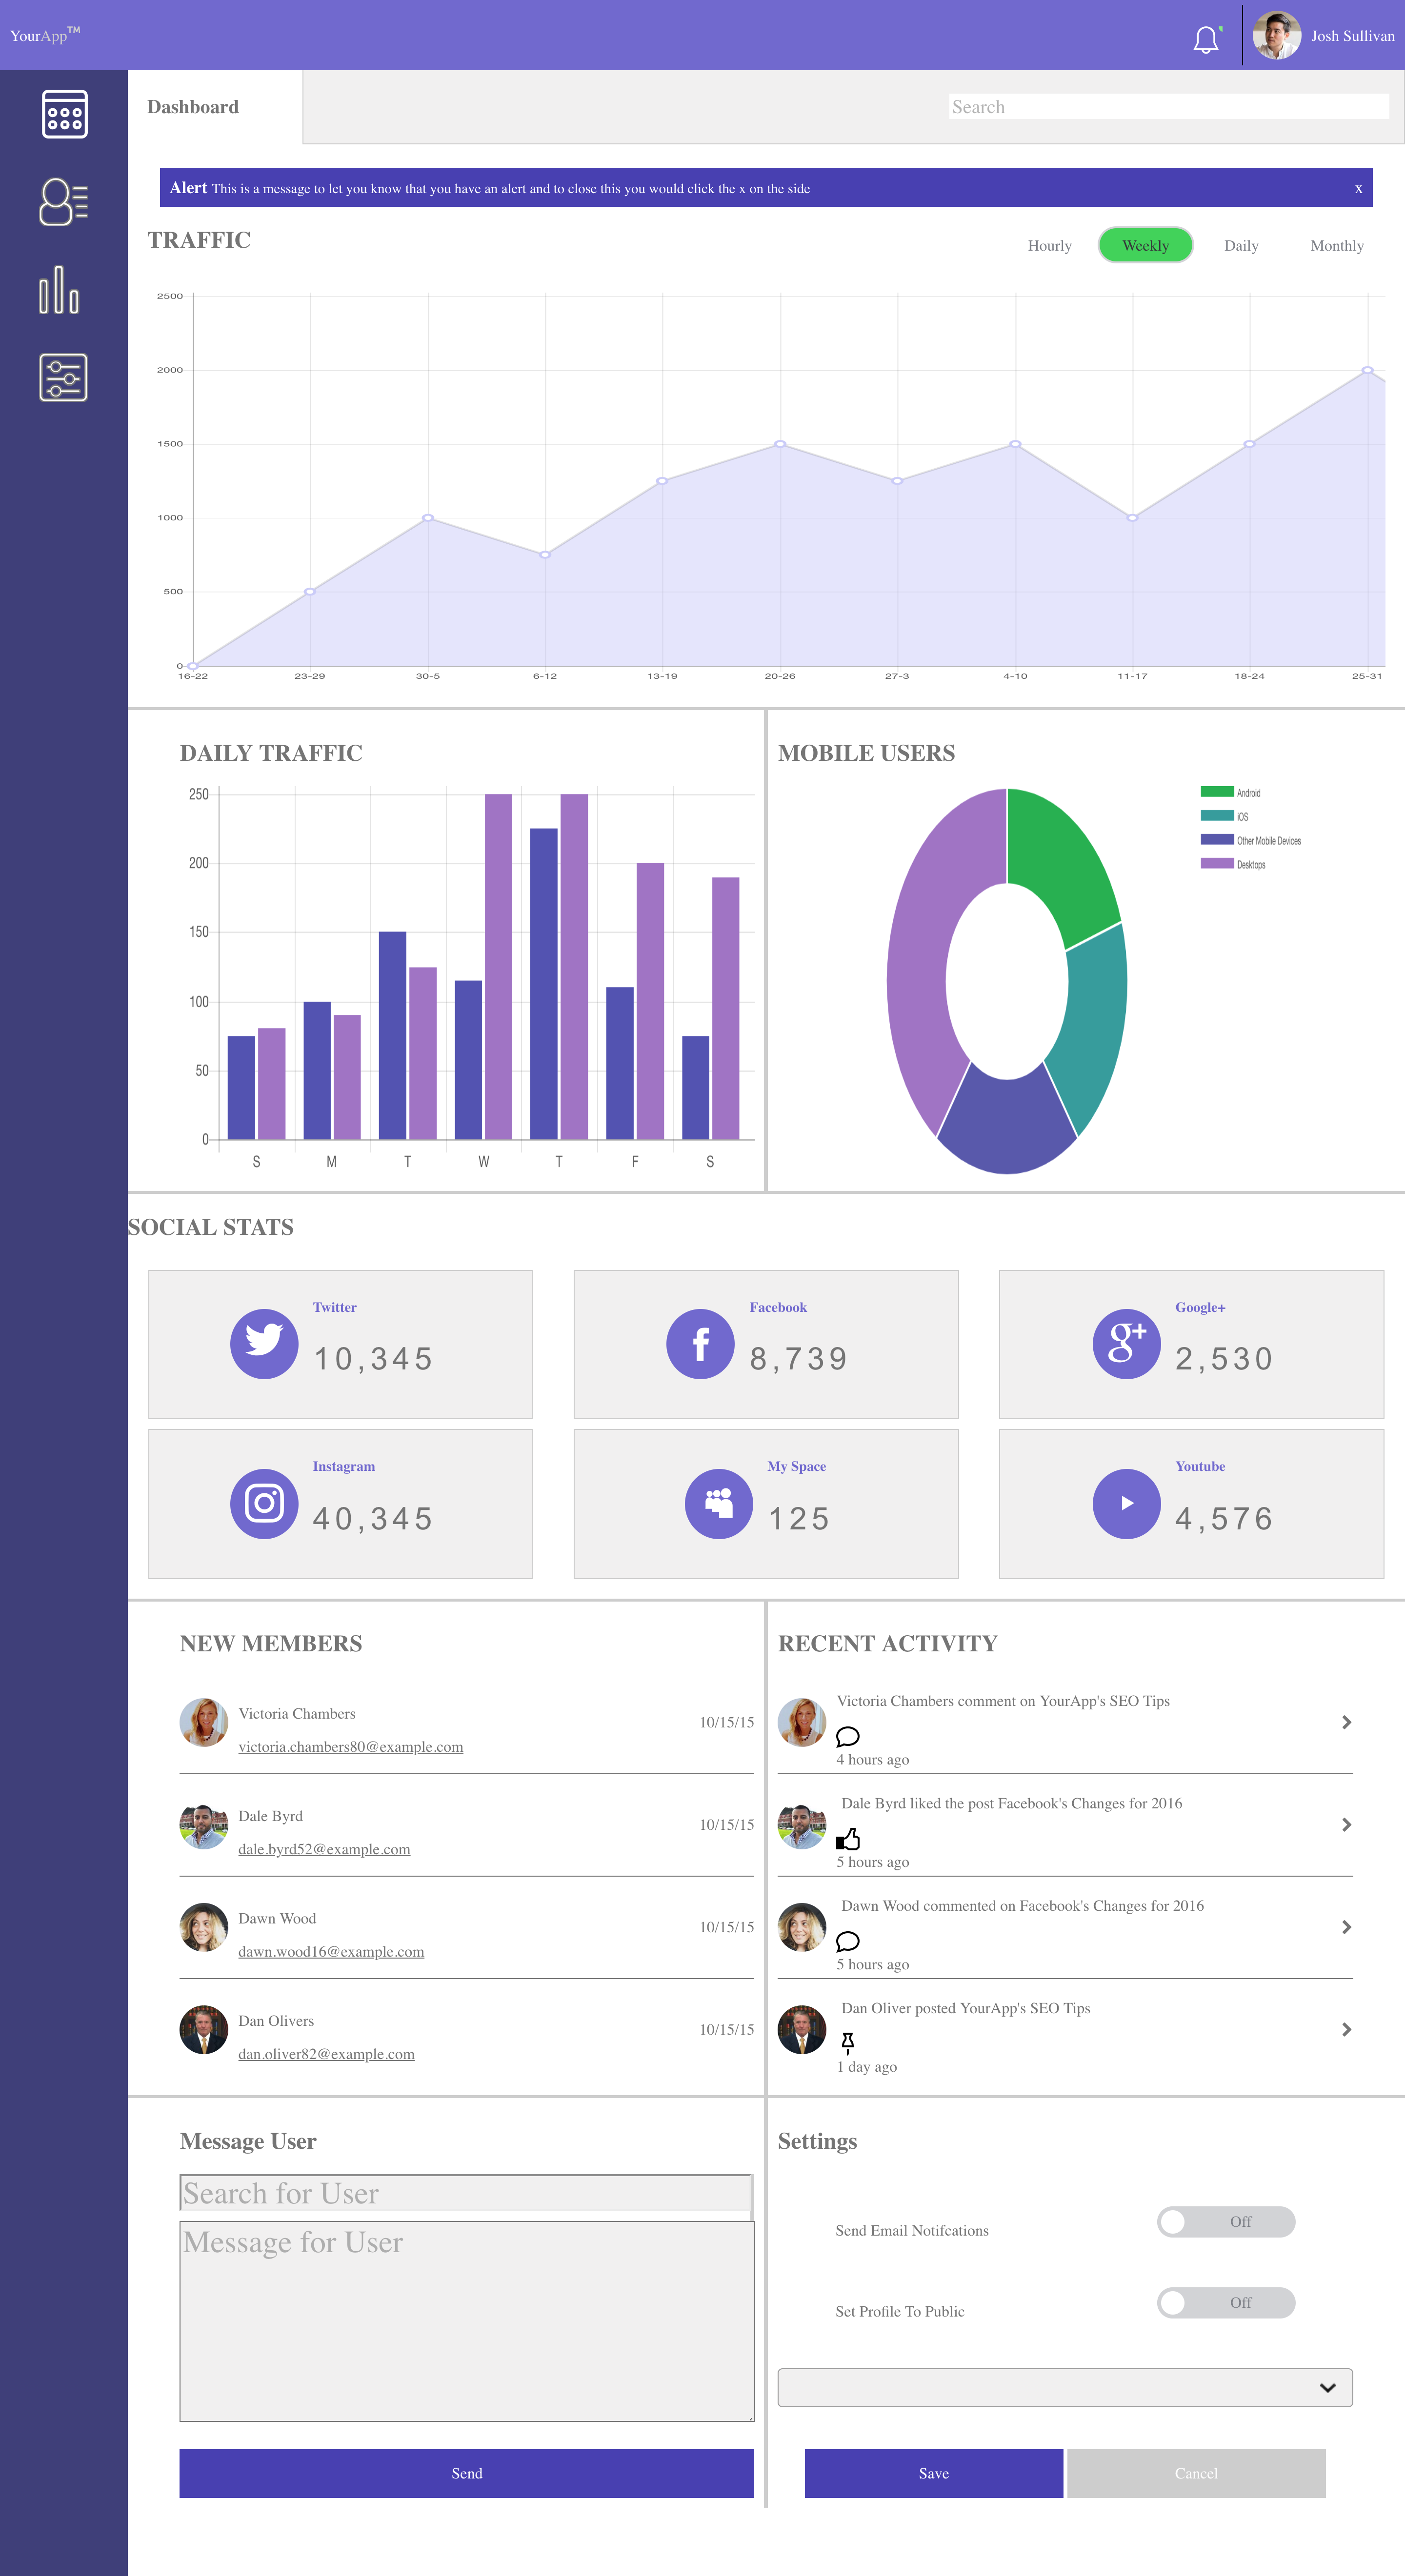 YourApp™
Josh Sullivan
Dashboard
Search
Alert This is a message to let you know that you have an alert and to close this you would click the x on the side
x
TRAFFIC
Hourly
Weekly
Daily
Monthly
2500
2000
1500
1000
500
0
16-22
23-29
30-5
6-12
13-19
20-26
27-3
4-10
11-17
18-24
25-31
DAILY TRAFFIC
250
200
150
100
50
0
S
M
T
W
T
F
S
MOBILE USERS
Android
iOS
Other Mobile Devices
Desktops
SOCIAL STATS
Twitter
10,345
Facebook
8,739
Google+
2,530
Instagram
40,345
My Space
125
Youtube
4,576
NEW MEMBERS
Victoria Chambers
victoria.chambers80@example.com
10/15/15
Dale Byrd
dale.byrd52@example.com
10/15/15
Dawn Wood
dawn.wood16@example.com
10/15/15
Dan Olivers
dan.oliver82@example.com
10/15/15
RECENT ACTIVITY
Victoria Chambers comment on YourApp's SEO Tips
4 hours ago
Dale Byrd liked the post Facebook's Changes for 2016
5 hours ago
Dawn Wood commented on Facebook's Changes for 2016
5 hours ago
Dan Oliver posted YourApp's SEO Tips
1 day ago
Message User
Search for User
Message for User
Send
Settings
Send Email Notifcations
Off
Set Profile To Public
Off
Save
Cancel